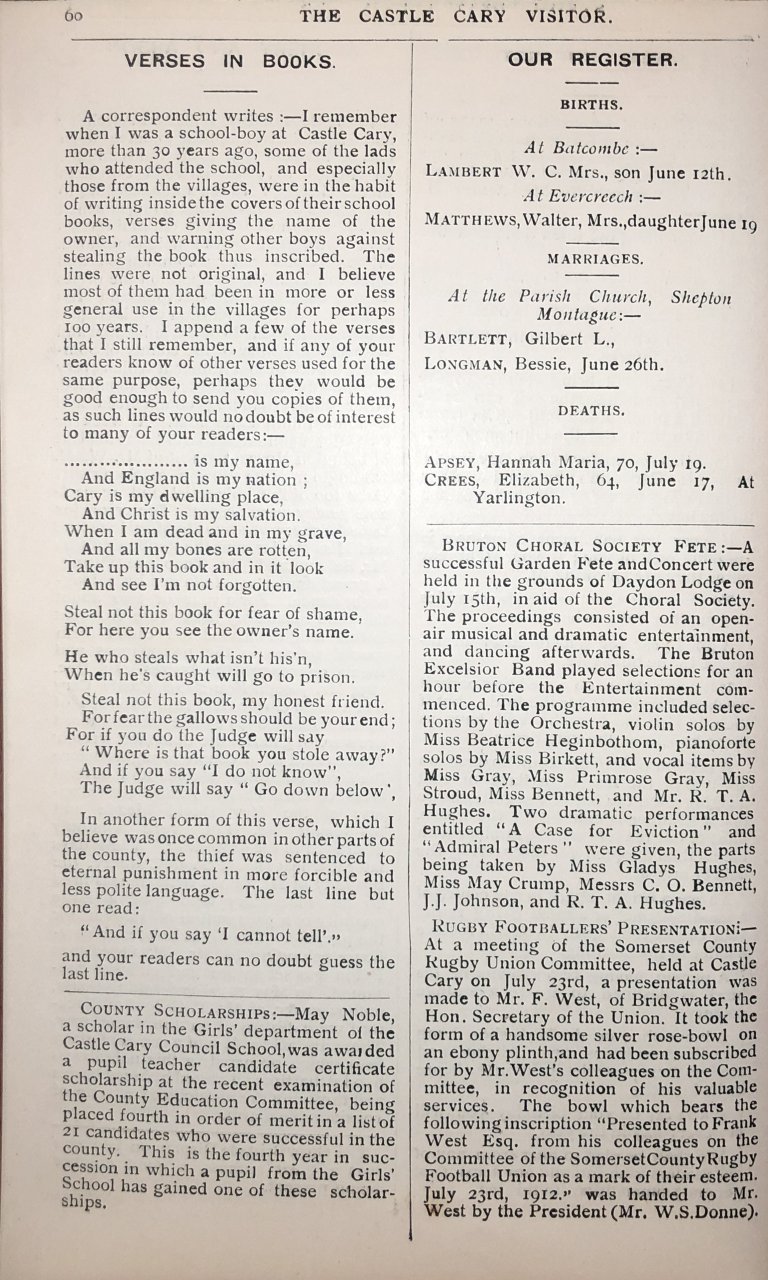 60
THE CASTLE CARY VISITOR.
VERSES IN BOOKS.
A correspondent writes :—I remember
when I was a school-boy at Castle Cary,
more than 30 years ago, some of the lads
who attended the school, and especially
those from the villages, were in the habit
of writing inside the covers of their school
books, verses giving the name of the
owner, and warning other boys against
stealing the book thus inscribed. The
lines were not original, and I believe
most of them had been in more or less
general use in the villages for perhaps
100 years. I append a few of the verses
that I still remember, and if any of your
readers know of other verses used for the
same purpose, perhaps they would be
good enough to send you copies of them,
as such lines would no doubt be of interest
to many of your readers:—
..................... is my name,
And England is my nation ;
Cary is my dwelling place,
And Christ is my salvation.
When I am dead and in my grave,
And all my bones are rotten,
Take up this book and in it look
And see I'm not forgotten.
Steal not this book for fear of shame,
For here you see the owner's name.
He who steals what isn't his'n,
When he's caught will go to prison.
Steal not this book, my honest friend.
For fear the gallows should be your end;
For if you do the Judge will say
" Where is that book you stole away?"
And if you say "I do not know",
The Judge will say " Go down below',
In another form of this verse, which I
believe was once common in other parts of
the county, the thief was sentenced to
eternal punishment in more forcible and
less polite language. The last line but
one read:
"And if you say 'I cannot tell'."
and your readers can no doubt guess the
last line.
COUNTY SCHOLARSHIPS:—May Noble,
a scholar in the Girls' department of the
Castle Cary Council School, was awarded
a pupil teacher candidate certificate
scholarship at the recent examination of
the County Education Committee, being
placed fourth in order of merit in a list of
21 candidates who were successful in the
county. This is the fourth year in suc-
cession in which a pupil from the Girls'
School has gained one of these scholar-
ships.
OUR REGISTER.
BIRTHS.
At Batcombe :—
LAMBERT W. C. Mrs., son June 12th.
At Evercreech :—
MATTHEWS, Walter, Mrs., daughter June 19
MARRIAGES.
At the Parish Church, Shepton
Montague:—
BARTLETT, Gilbert L.,
LONGMAN, Bessie, June 26th.
DEATHS.
APSEY, Hannah Maria, 70, July 19.
CREES, Elizabeth, 64, June 17, At
Yarlington.
BRUTON CHORAL SOCIETY FETE :—A
successful Garden Fete and Concert were
held in the grounds of Daydon Lodge on
July 15th, in aid of the Choral Society.
The proceedings consisted of an open-
air musical and dramatic entertainment,
and dancing afterwards. The Bruton
Excelsior Band played selections for an
hour before the Entertainment com-
menced. The programme included selec-
tions by the Orchestra, violin solos by
Miss Beatrice Heginbothom, pianoforte
solos by Miss Birkett, and vocal items by
Miss Gray, Miss Primrose Gray, Miss
Stroud, Miss Bennett, and Mr. R. T. A.
Hughes. Two dramatic performances
entitled "A Case for Eviction" and
"Admiral Peters" were given, the parts
being taken by Miss Gladys Hughes,
Miss May Crump, Messrs C. O. Bennett,
J.J. Johnson, and R. T. A. Hughes.
RUGBY FOOTBALLERS' PRESENTATION:—
At a meeting of the Somerset County
Rugby Union Committee, held at Castle
Cary on July 23rd, a presentation was
made to Mr. F. West, of Bridgwater, the
Hon. Secretary of the Union. It took the
form of a handsome silver rose-bowl on
an ebony plinth, and had been subscribed
for by Mr. West's colleagues on the Com-
mittee, in recognition of his valuable
services. The bowl which bears the
following inscription "Presented to Frank
West Esq. from his colleagues on the
Committee of the Somerset County Rugby
Football Union as a mark of their esteem.
July 23rd, 1912." was handed to Mr.
West by the President (Mr. W.S.Donne).